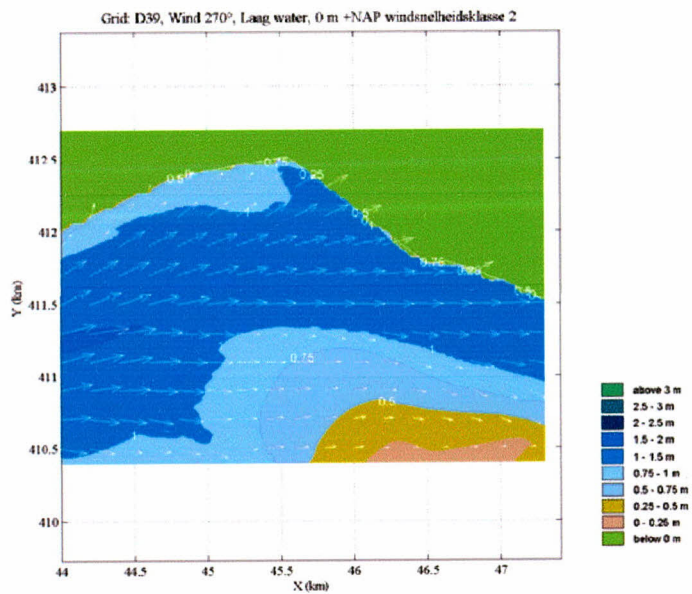 Grid: D39, Wind 270°, Laag water, 0 m +NAP windsnelheidsklasse 2
413
412.5
412
411.5
411
410.5
410
Y (km)
0.75
0.25
0.5
0.75
1
0.75
0.5
1
44
44.5
45
45.5
46
46.5
47
X (km)
above 3 m
2.5 - 3 m
2 - 2.5 m
1.5 - 2 m
1 - 1.5 m
0.75 - 1 m
0.5 - 0.75 m
0.25 - 0.5 m
0 - 0.25 m
below 0 m